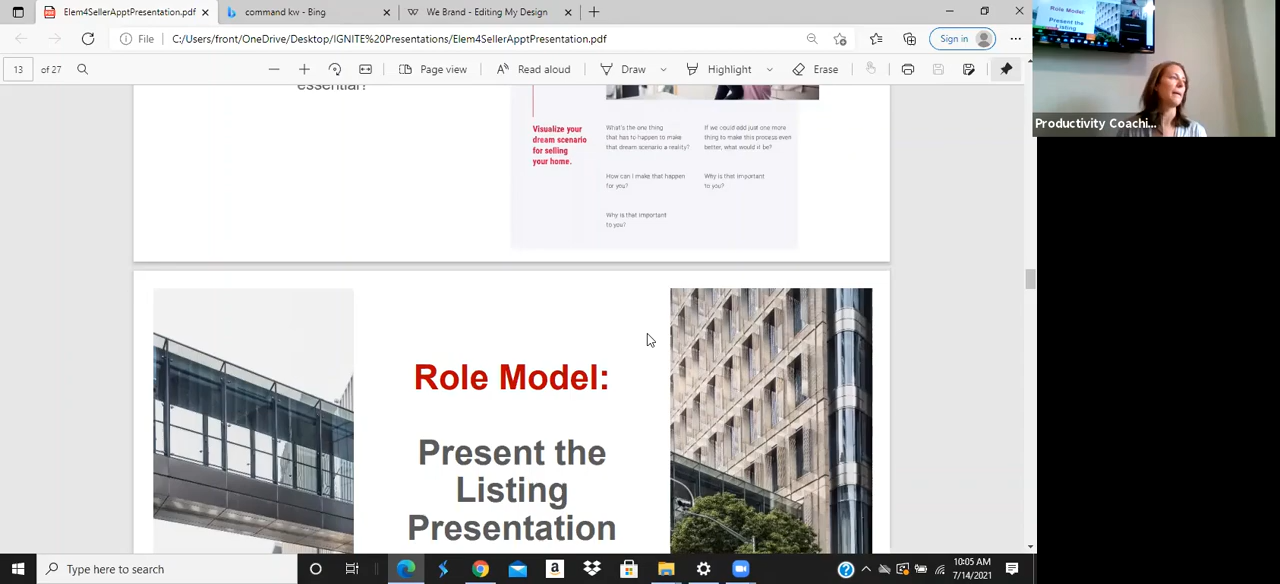 Elem4SellerApptPresentation.pdf
command kw - Bing
We Brand - Editing My Design
File
C:/Users/front/OneDrive/Desktop/IGNITE%20Presentations/Elem4SellerApptPresentation.pdf
Sign in
13 of 27
Page view
Read aloud
Draw
Highlight
Erase
essential?
Visualize your
dream scenario
for selling
your home.
What's the one thing
that has to happen to make
that dream scenario a reality?
If we could add just one more
thing to make this process even
better, what would it be?
How can I make that happen
for you?
Why is that important
to you?
Why is that important
to you?
Role Model:
Present the
Listing
Presentation
Role Model
Present the
Listing
Productivity Coachi...
Type here to search
10:05 AM
7/14/2021